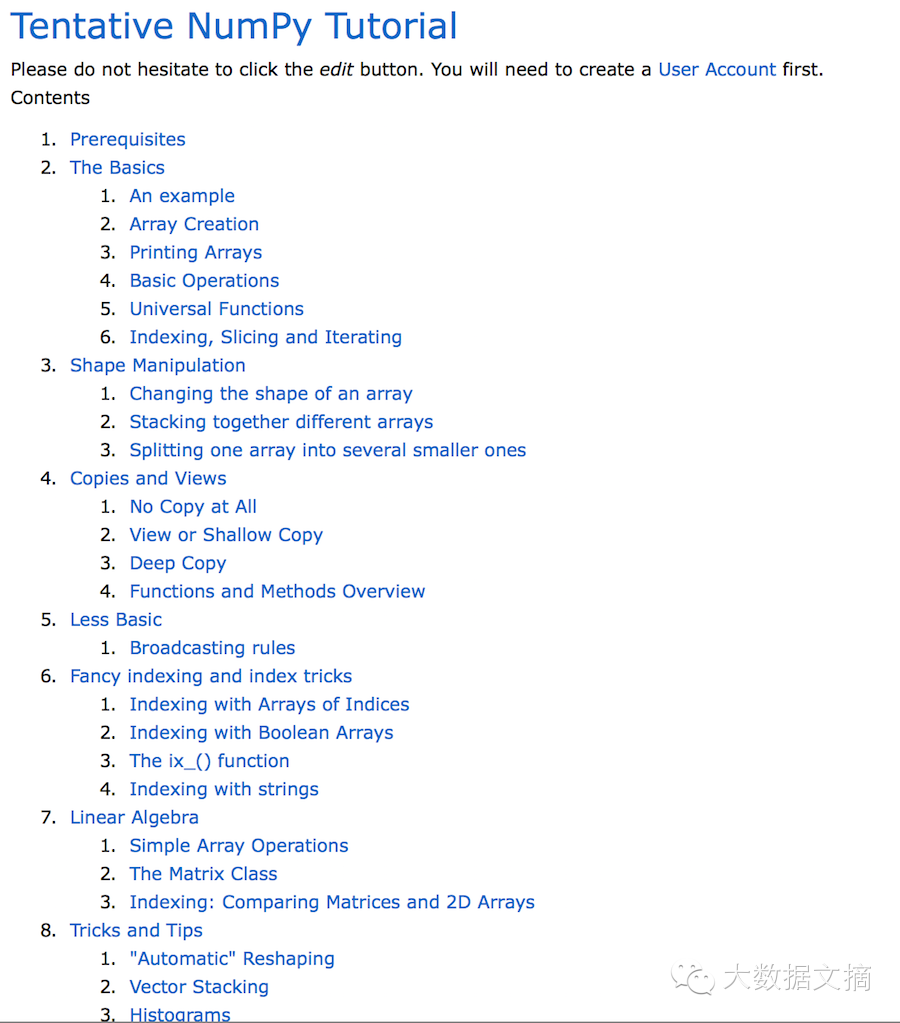 Tentative NumPy Tutorial
Please do not hesitate to click the edit button. You will need to create a User Account first.
Contents
1. Prerequisites
2. The Basics
1. An example
2. Array Creation
3. Printing Arrays
4. Basic Operations
5. Universal Functions
6. Indexing, Slicing and Iterating
3. Shape Manipulation
1. Changing the shape of an array
2. Stacking together different arrays
3. Splitting one array into several smaller ones
4. Copies and Views
1. No Copy at All
2. View or Shallow Copy
3. Deep Copy
4. Functions and Methods Overview
5. Less Basic
1. Broadcasting rules
6. Fancy indexing and index tricks
1. Indexing with Arrays of Indices
2. Indexing with Boolean Arrays
3. The ix_() function
4. Indexing with strings
7. Linear Algebra
1. Simple Array Operations
2. The Matrix Class
3. Indexing: Comparing Matrices and 2D Arrays
8. Tricks and Tips
1. "Automatic" Reshaping
2. Vector Stacking
3. Histograms
大数据文摘